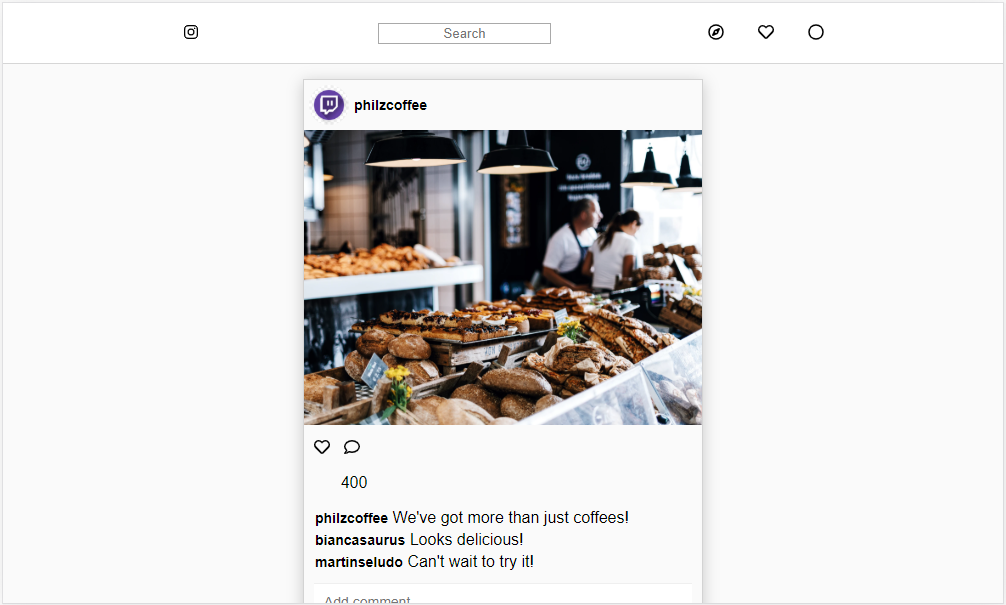 Search
philzcoffee
400
philzcoffee We've got more than just coffees!
biancasaurus Looks delicious!
martinseludo Can't wait to try it!
Add comment